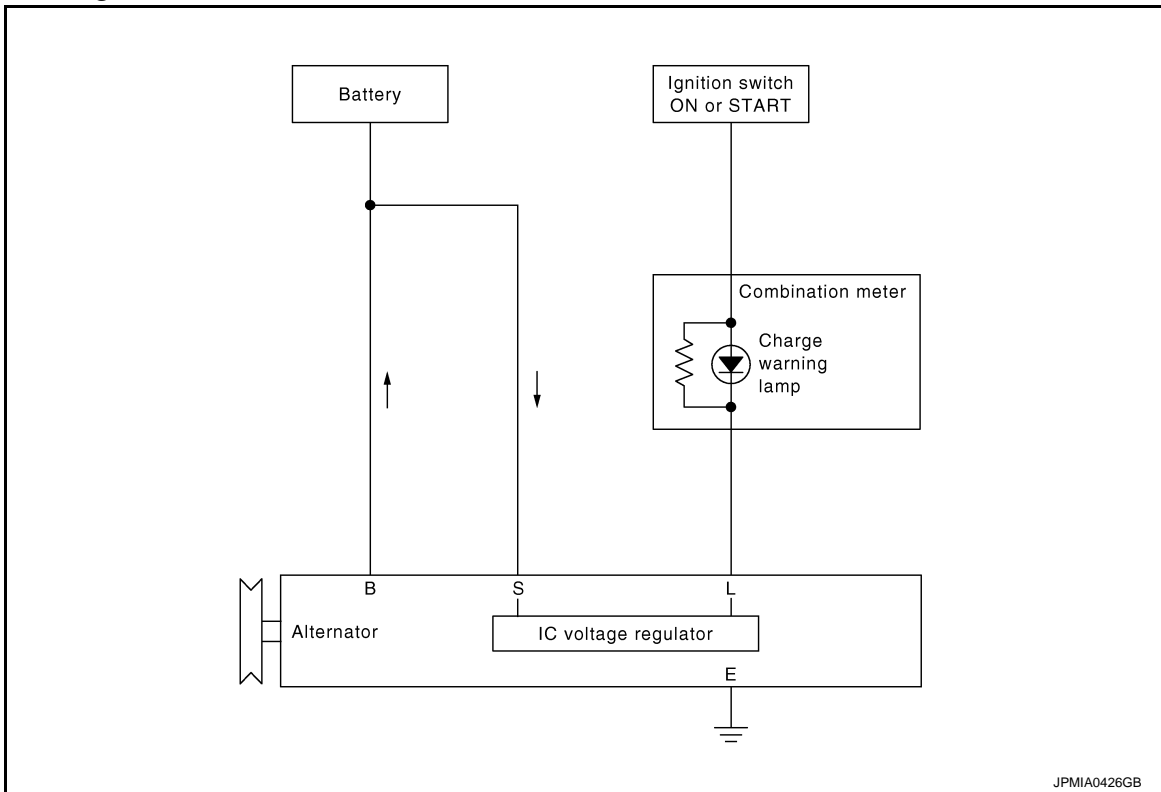 Battery
Ignition switch
ON or START
Combination meter
Charge
warning
lamp
B
S
L
Alternator
IC voltage regulator
E
JPMIA0426GB